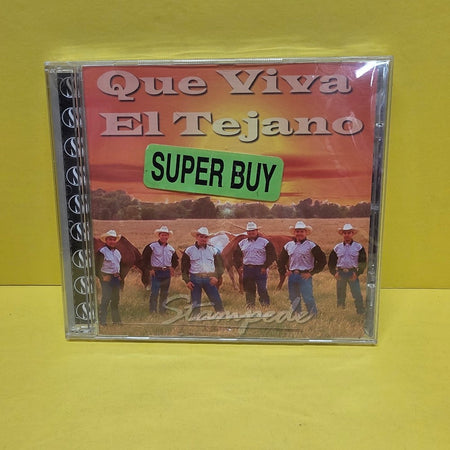 Que Viva
El Tejano
SUPER BUY
Stampede